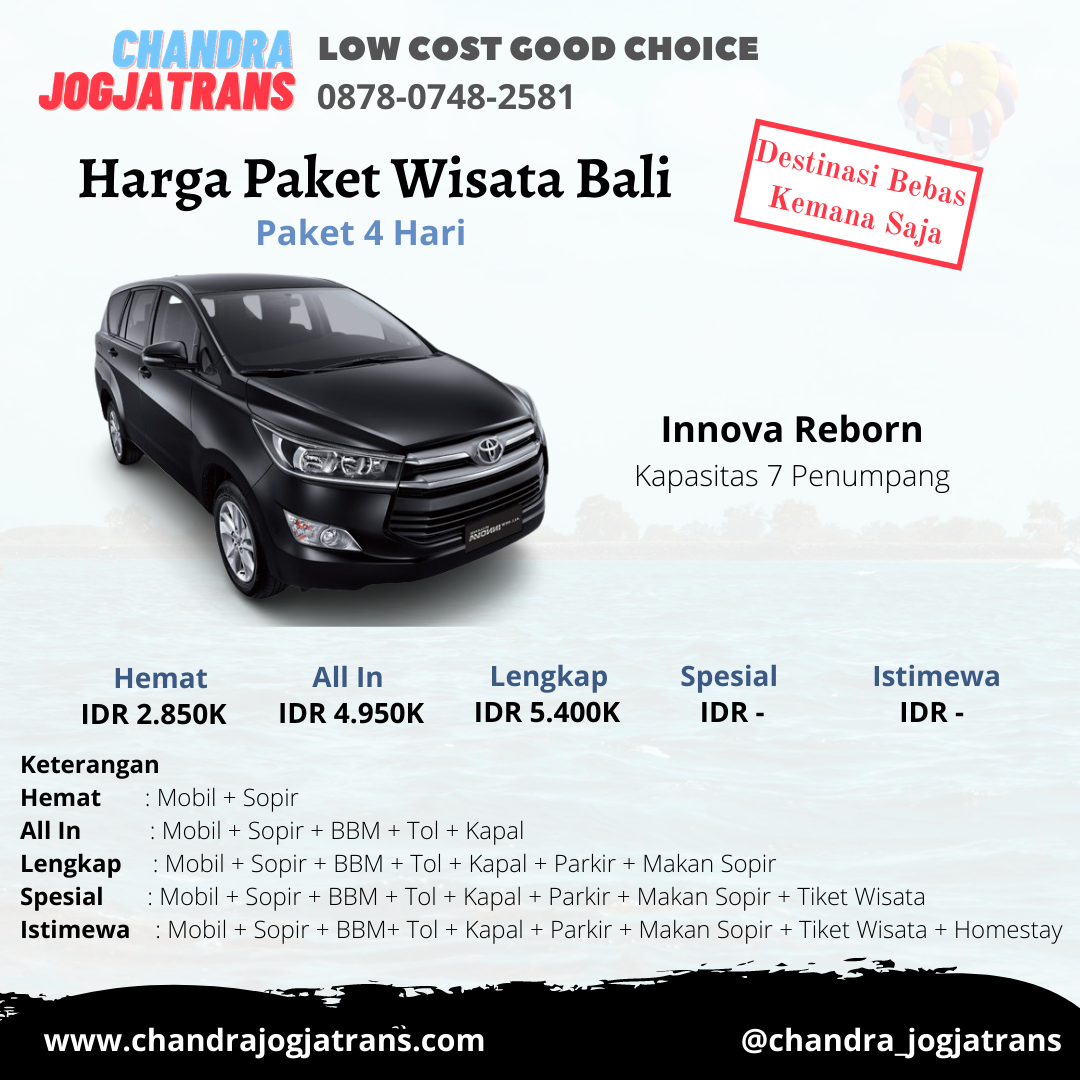 CHANDRA
JOGJATRANS
LOW COST GOOD CHOICE
0878-0748-2581
Harga Paket Wisata Bali
Paket 4 Hari
Destinasi Bebas
Kemana Saja
Innova Reborn
Kapasitas 7 Penumpang
Hemat
IDR 2.850K
All In
IDR 4.950K
Lengkap
IDR 5.400K
Spesial
IDR -
Istimewa
IDR -
Keterangan
Hemat : Mobil + Sopir
All In : Mobil + Sopir + BBM + Tol + Kapal
Lengkap : Mobil + Sopir + BBM + Tol + Kapal + Parkir + Makan Sopir
Spesial : Mobil + Sopir + BBM + Tol + Kapal + Parkir + Makan Sopir + Tiket Wisata
Istimewa : Mobil + Sopir + BBM+ Tol + Kapal + Parkir + Makan Sopir + Tiket Wisata + Homestay
www.chandrajogjatrans.com
@chandra_jogjatrans